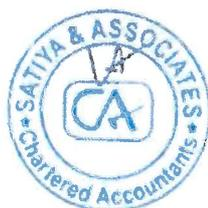 ★ SATIYA & ASSOCIATES ★
CA
Chartered Accountants